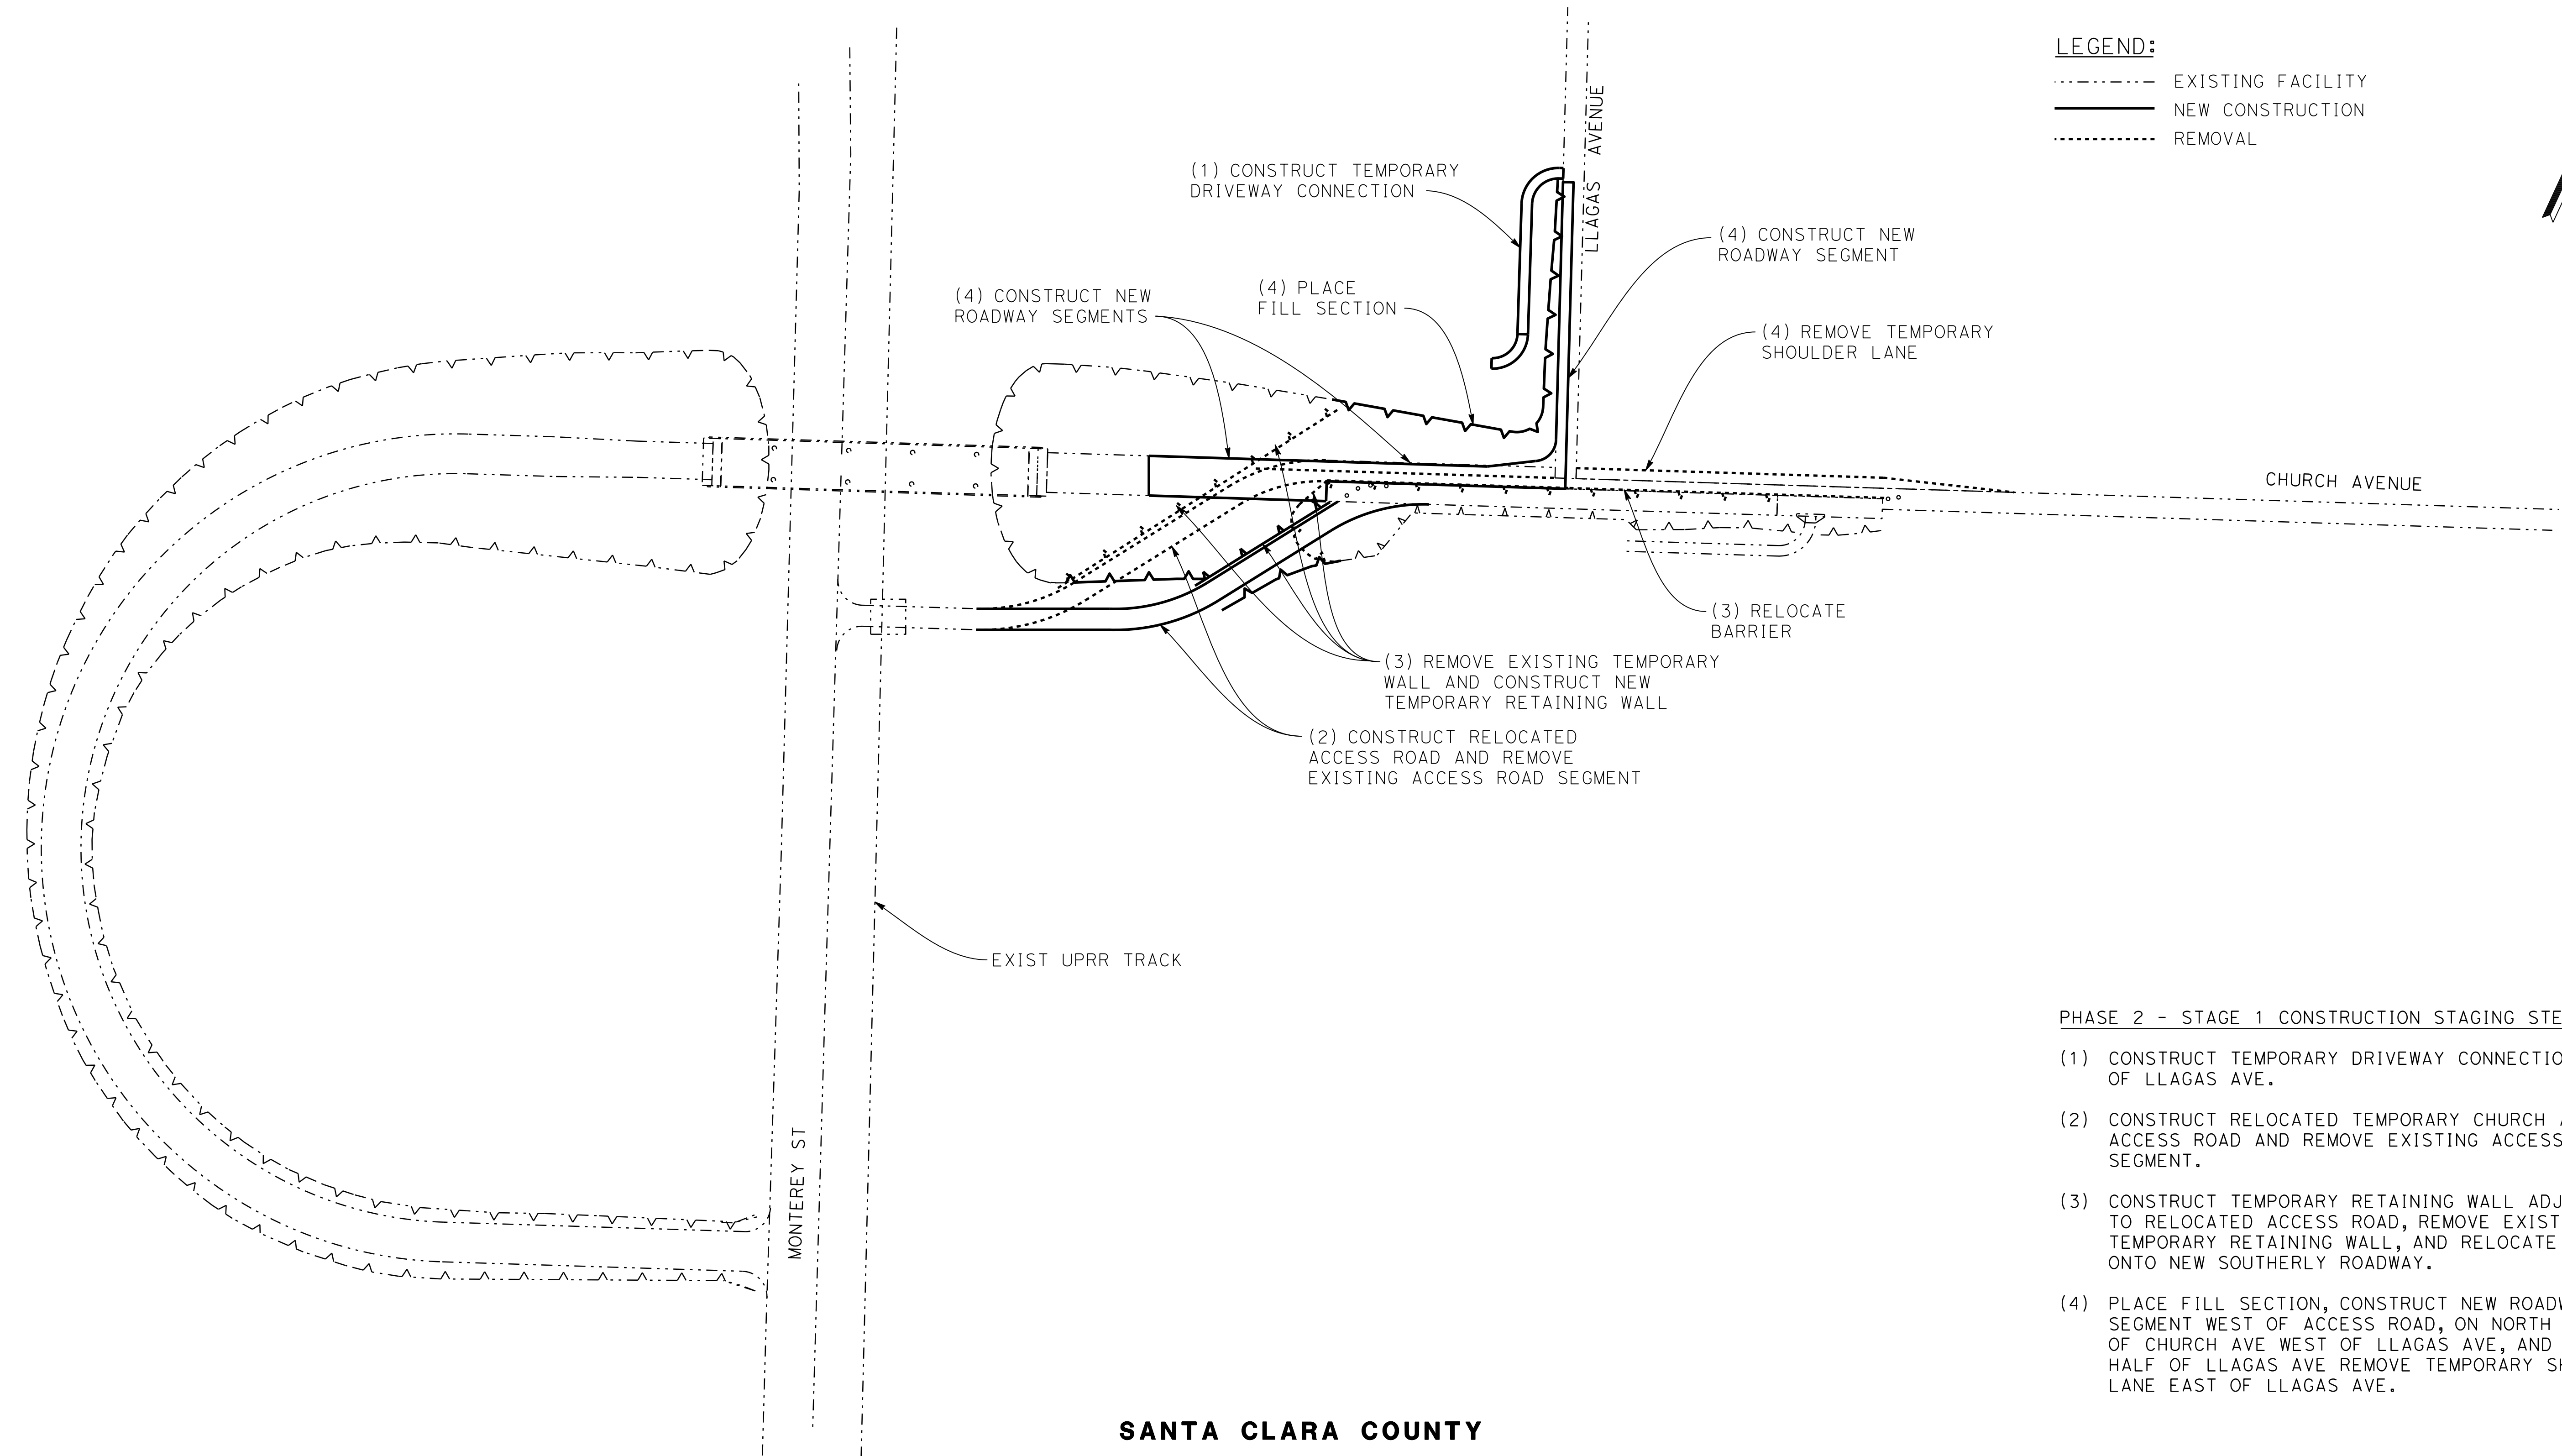 LEGEND:
EXISTING FACILITY
NEW CONSTRUCTION
REMOVAL
LLAGAS AVENUE
(1) CONSTRUCT TEMPORARY
DRIVEWAY CONNECTION
(4) CONSTRUCT NEW
ROADWAY SEGMENT
(4) PLACE
FILL SECTION
(4) CONSTRUCT NEW
ROADWAY SEGMENTS
(4) REMOVE TEMPORARY
SHOULDER LANE
CHURCH AVENUE
(3) RELOCATE
BARRIER
(3) REMOVE EXISTING TEMPORARY
WALL AND CONSTRUCT NEW
TEMPORARY RETAINING WALL
(2) CONSTRUCT RELOCATED
ACCESS ROAD AND REMOVE
EXISTING ACCESS ROAD SEGMENT
EXIST UPRR TRACK
MONTEREY ST
PHASE 2 - STAGE 1 CONSTRUCTION STAGING STE
(1) CONSTRUCT TEMPORARY DRIVEWAY CONNECTIO
OF LLAGAS AVE.
(2) CONSTRUCT RELOCATED TEMPORARY CHURCH A
ACCESS ROAD AND REMOVE EXISTING ACCESS
SEGMENT.
(3) CONSTRUCT TEMPORARY RETAINING WALL ADJ
TO RELOCATED ACCESS ROAD, REMOVE EXIST
TEMPORARY RETAINING WALL, AND RELOCATE
ONTO NEW SOUTHERLY ROADWAY.
(4) PLACE FILL SECTION, CONSTRUCT NEW ROADW
SEGMENT WEST OF ACCESS ROAD, ON NORTH
OF CHURCH AVE WEST OF LLAGAS AVE, AND
HALF OF LLAGAS AVE REMOVE TEMPORARY SH
LANE EAST OF LLAGAS AVE.
SANTA CLARA COUNTY